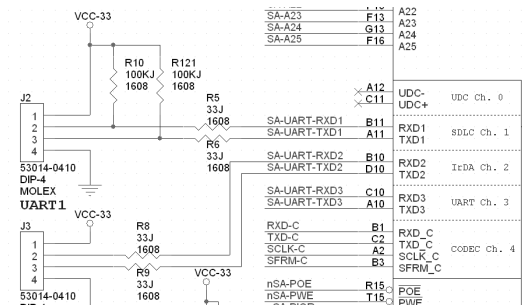 SA-A23 F13 A22
SA-A24 G13 A23
SA-A25 F16 A24
A25
VCC-33
R10 R121
100KJ 100KJ
1608 1608
J2
1
2
3
4
53014-0410
DIP-4
MOLEX
UART1
R5
33J
1608
R6
33J
1608
A12 UDC- UDC Ch. 0
C11 UDC+
SA-UART-RXD1 B11 RXD1 SDLC Ch. 1
SA-UART-TXD1 A11 TXD1
SA-UART-RXD2 B10 RXD2 IrDA Ch. 2
SA-UART-TXD2 D10 TXD2
SA-UART-RXD3 C10 RXD3 UART Ch. 3
SA-UART-TXD3 A10 TXD3
J3
VCC-33
1
2
3
4
53014-0410
R8
33J
1608
R9
33J
1608
VCC-33
RXD-C B1 RXD_C
TXD-C C2 TXD_C CODEC Ch. 4
SCLK-C A2 SCLK_C
SFRM-C B3 SFRM_C
nSA-POE R15 POE
nSA-PWE T15 PWE